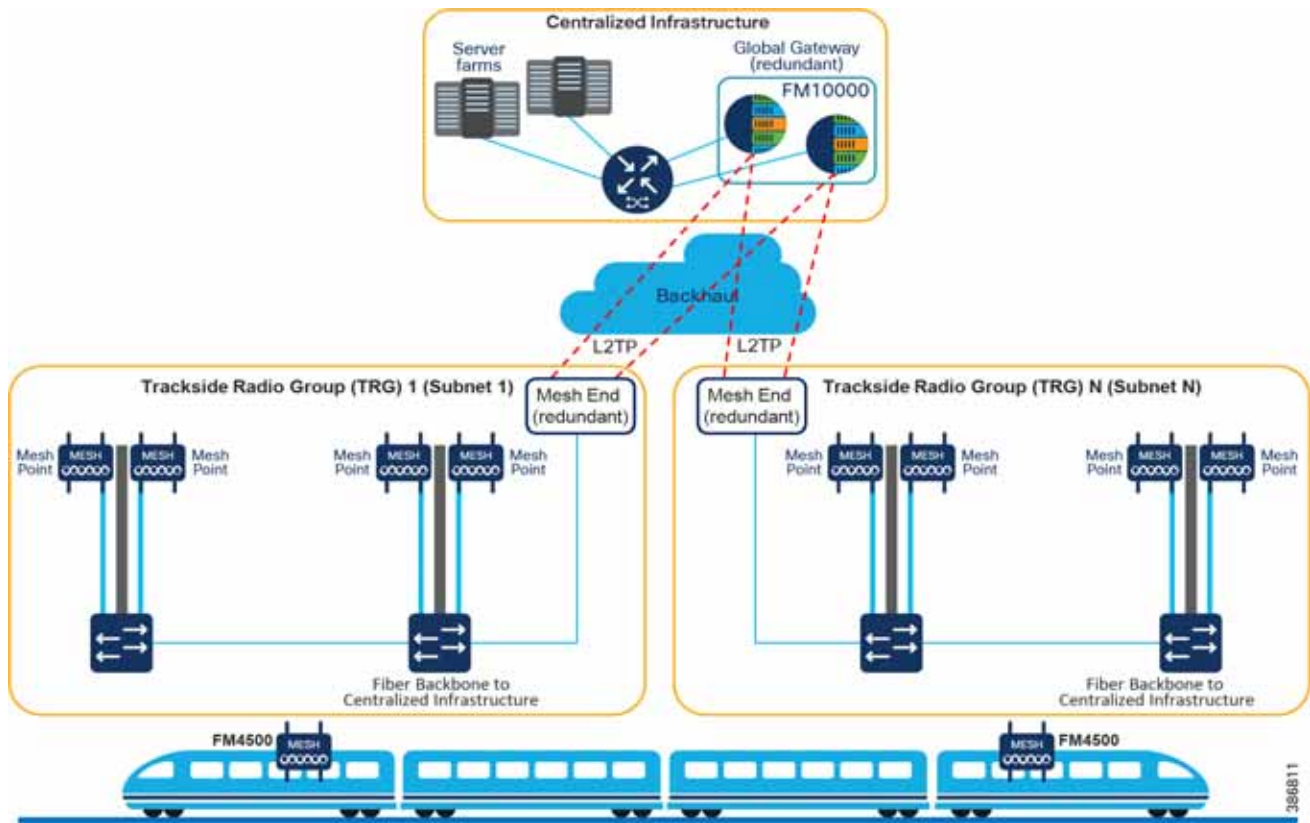 Centralized Infrastructure
Server
farms
Global Gateway
(redundant)
FM10000
Backhaul
L2TP
L2TP
Trackside Radio Group (TRG) 1 (Subnet 1)
Mesh End
(redundant)
Mesh
Point
MESH
MESH
Mesh
Point
Mesh
Point
MESH
MESH
Mesh
Point
Fiber Backbone to
Centralized Infrastructure
Mesh End
(redundant)
Trackside Radio Group (TRG) N (Subnet N)
Mesh
Point
MESH
MESH
Mesh
Point
Mesh
Point
MESH
MESH
Mesh
Point
Fiber Backbone to
Centralized Infrastructure
FM4500
MESH
MESH
FM4500
386811